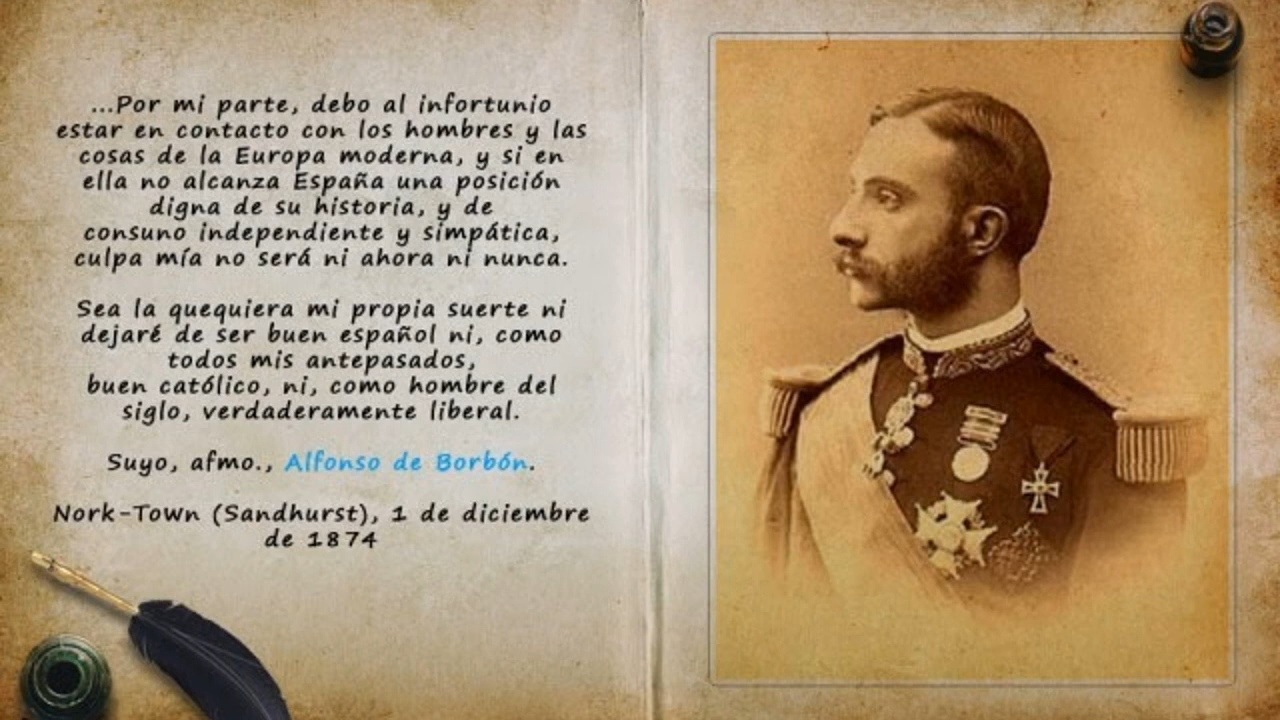 ...Por mi parte, debo al infortunio
estar en contacto con los hombres y las
cosas de la Europa moderna, y si en
ella no alcanza España una posición
digna de su historia, y de
consuno independiente y simpática,
culpa mía no será ni ahora ni nunca.
Sea la quequiera mi propia suerte ni
dejaré de ser buen español ni, como
todos mis antepasados,
buen católico, ni, como hombre del
siglo, verdaderamente liberal.
Suyo, afmo., Alfonso de Borbón.
Nork-Town (Sandhurst), 1 de diciembre
de 1874